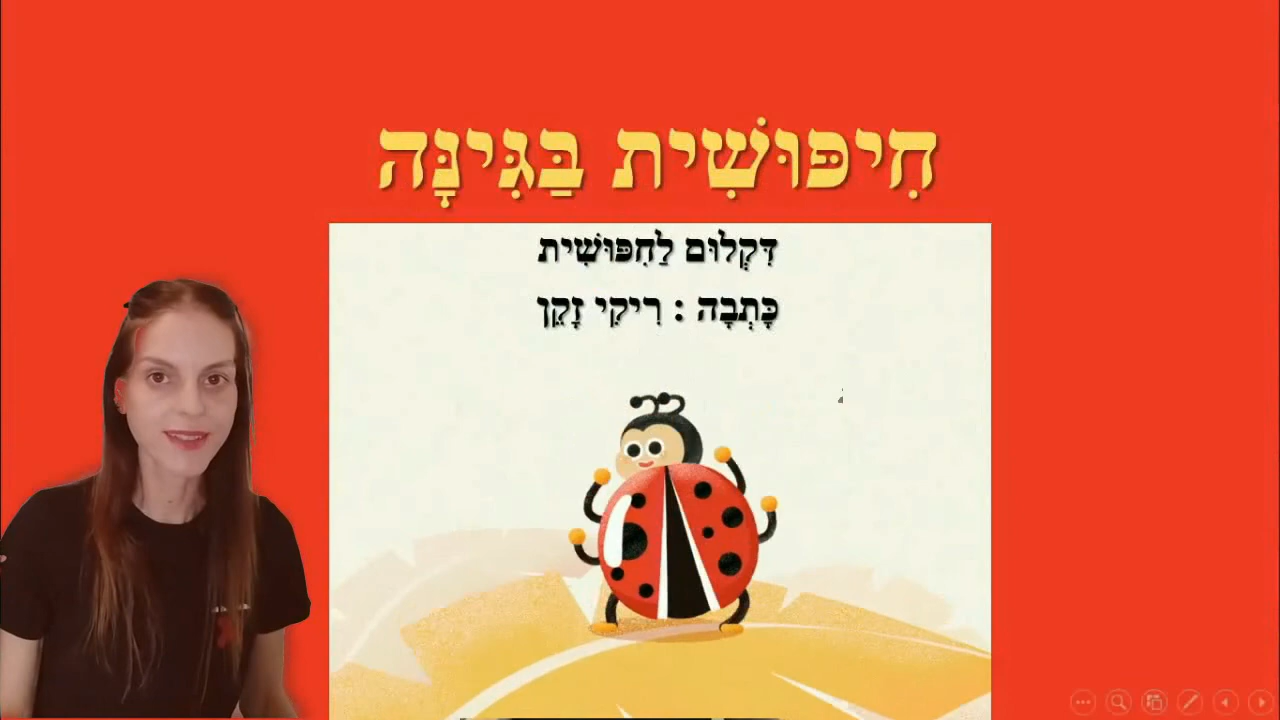 חִיפּוּשִׁית בַּגִּינָּה
דִּקְלוּם לַחִפּוּשִׁית
כָּתְבָה : רִיקִי זָקֵן